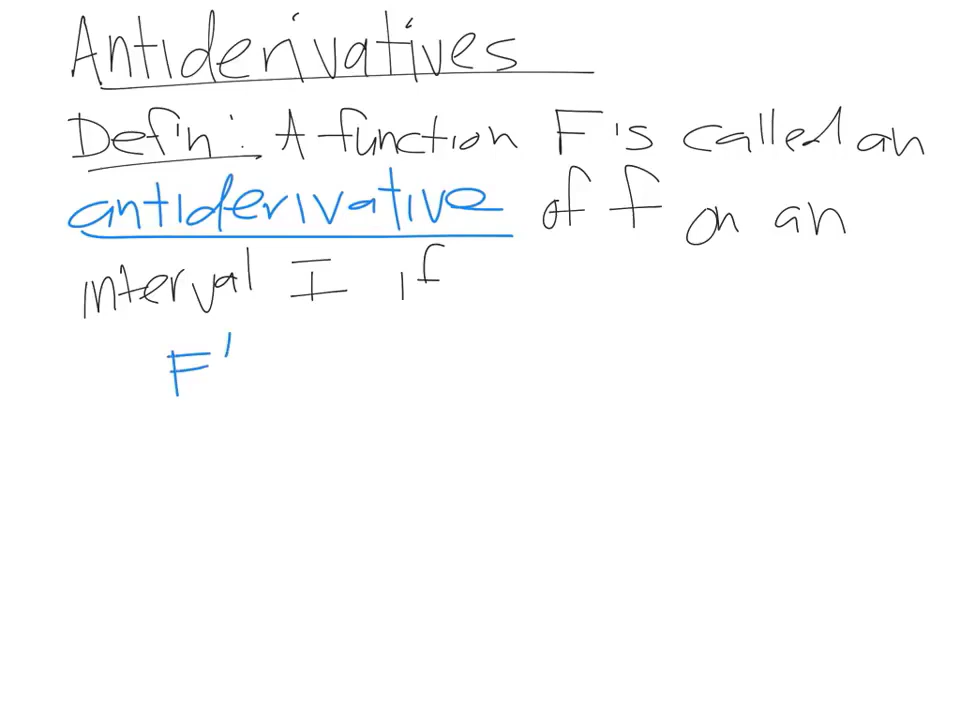 Antiderivatives
Def'n: A function F is called an
antiderivative of f on an
interval I if
F'